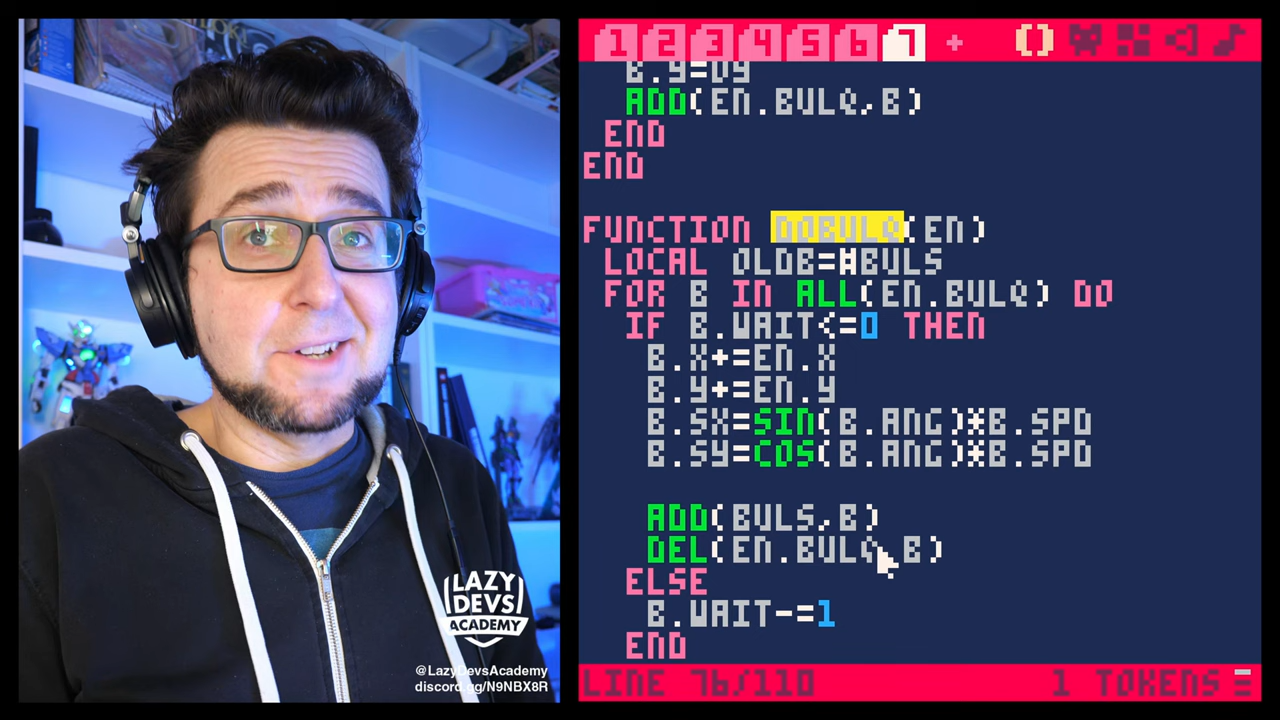 LAZY
DEVS
ACADEMY
@LazyDevsAcademy
discord.gg/N9NBX8R
1 2 3 4 5 6 7 +
B.Y=DY
ADD(EN.BULQ,B)
END
END
FUNCTION DOBULQ(EN)
LOCAL OLDB=#BULS
FOR B IN ALL(EN.BULQ) DO
IF B.WAIT<=0 THEN
B.X+=EN.X
B.Y+=EN.Y
B.SX=SIN(B.ANG)*B.SPD
B.SY=COS(B.ANG)*B.SPD
ADD(BULS,B)
DEL(EN.BULQ,B)
ELSE
B.WAIT-=1
END
LINE 76/110
1 TOKENS